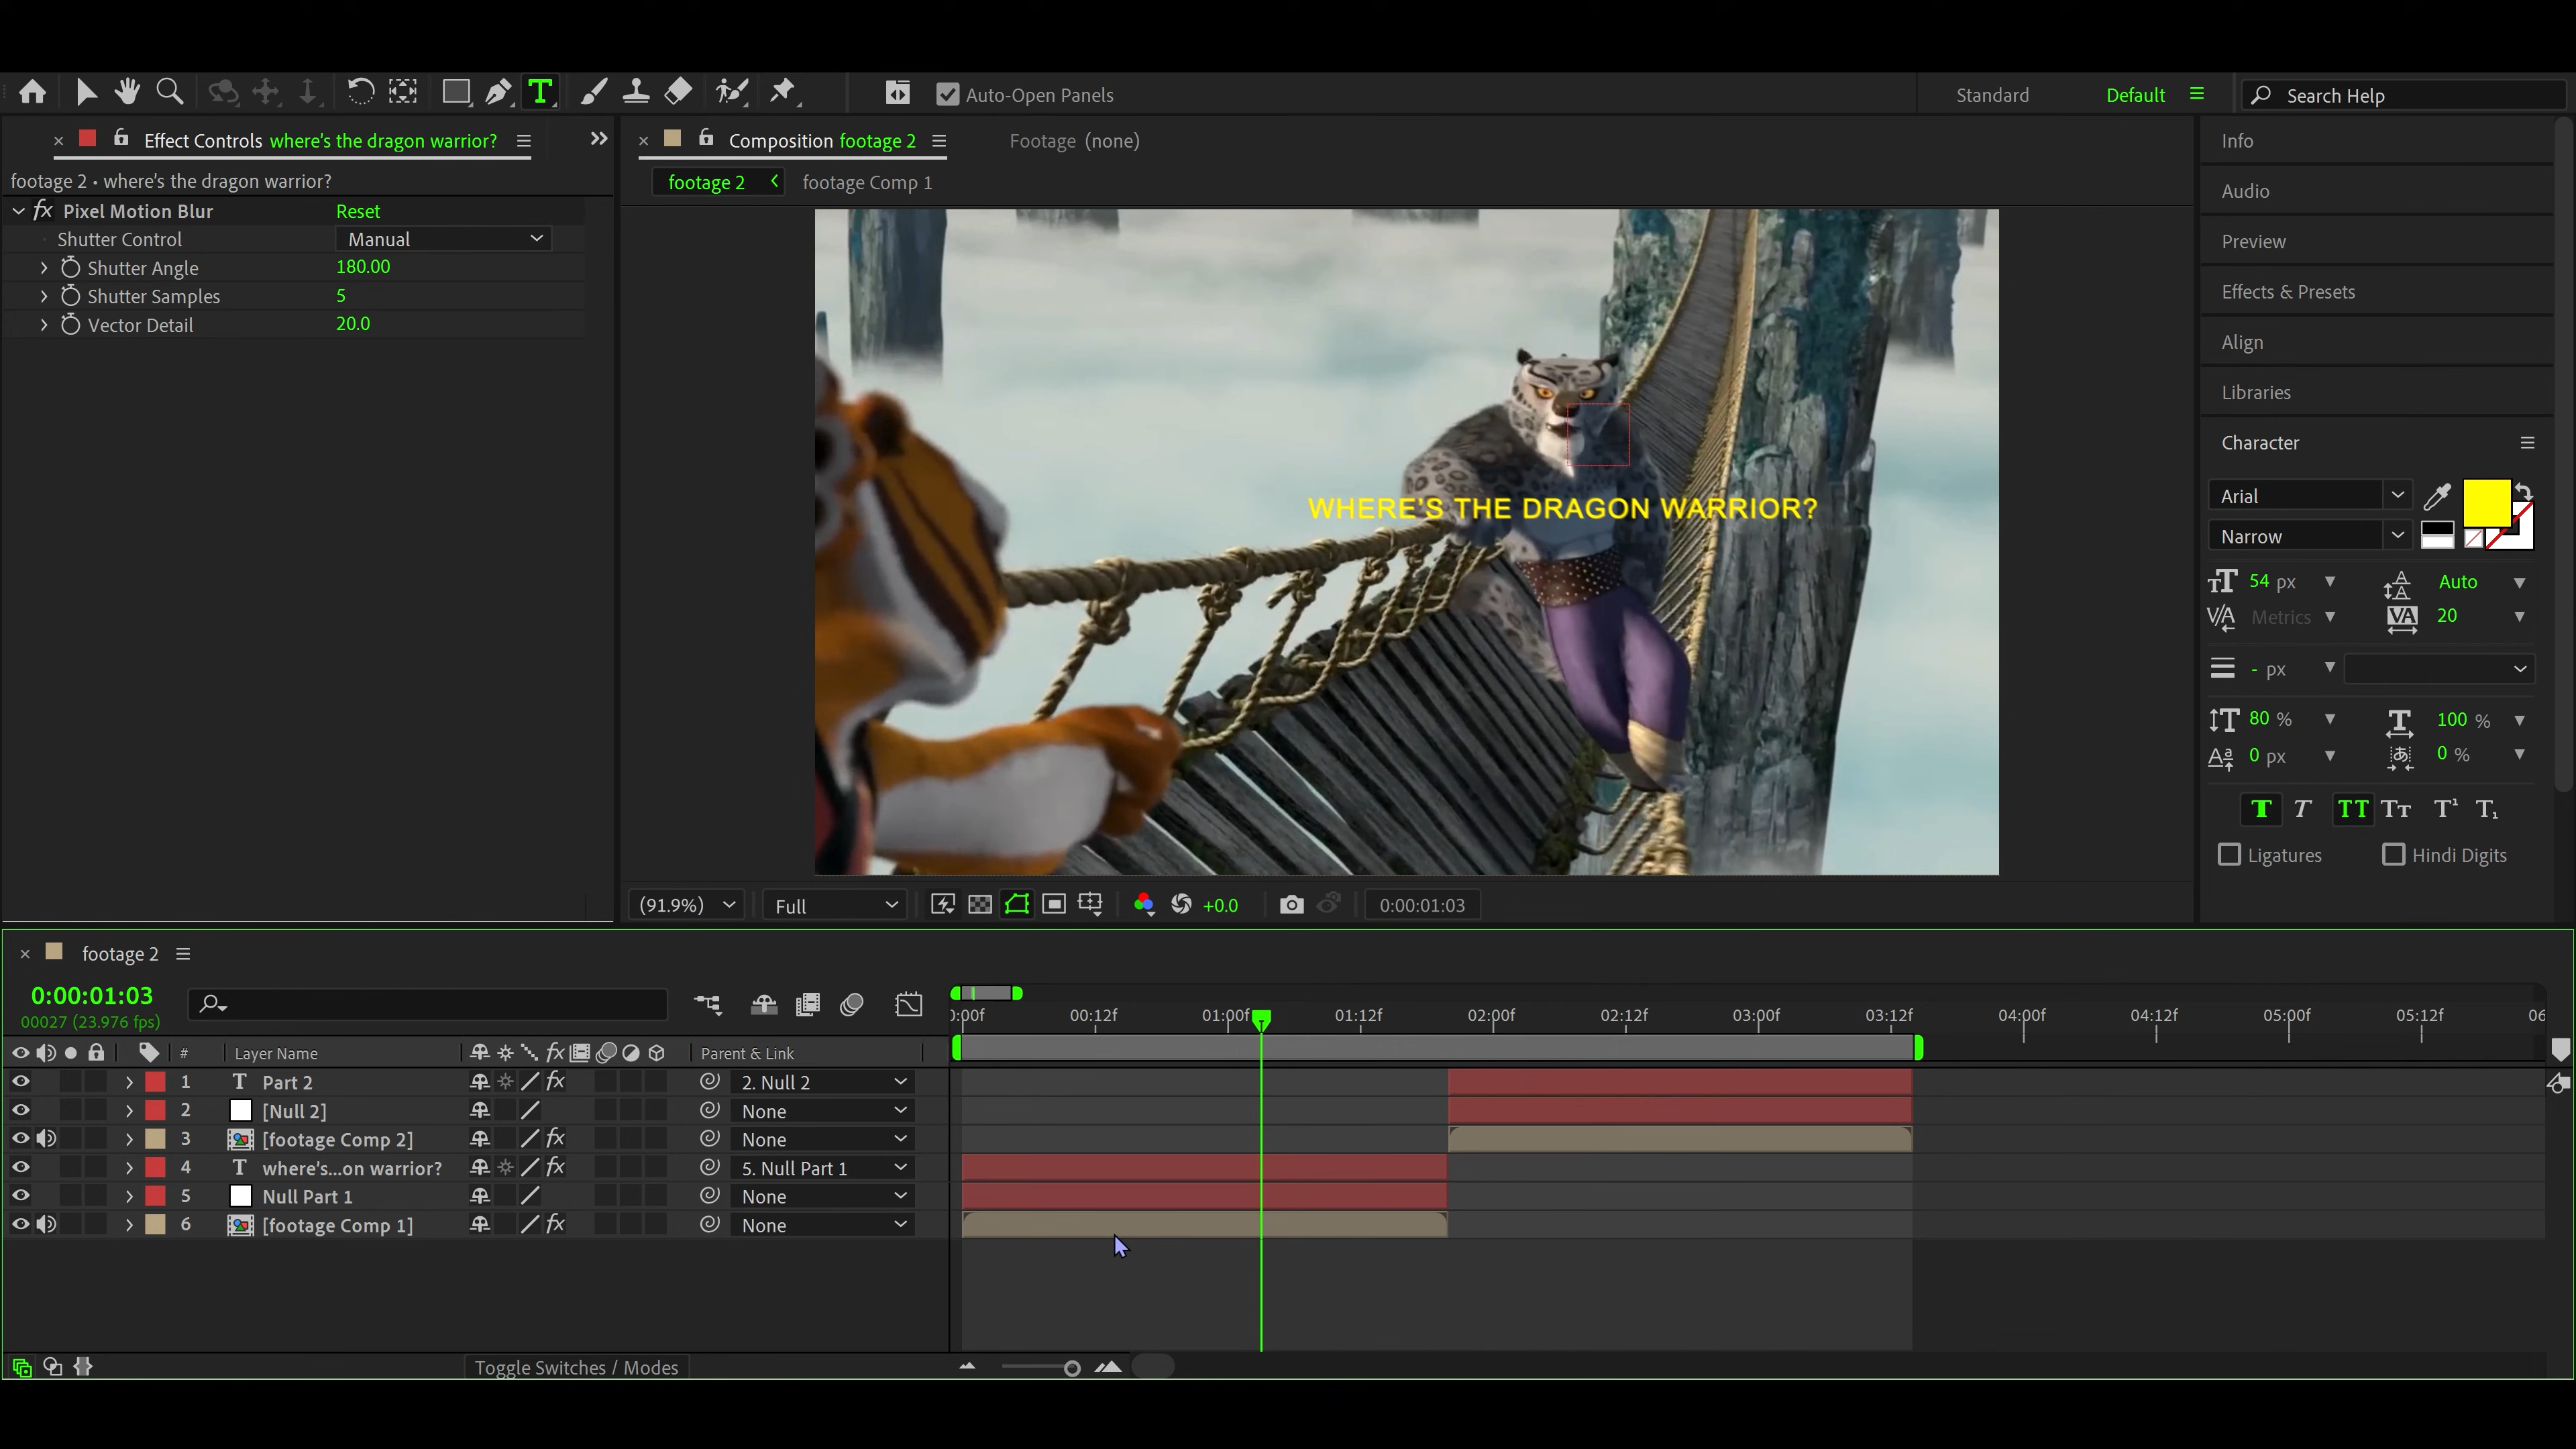 Auto-Open Panels
Standard
Default
Search Help
Effect Controls where's the dragon warrior?
Composition footage 2
Footage (none)
Info
footage 2 • where's the dragon warrior?
footage 2
footage Comp 1
Audio
fx Pixel Motion Blur Reset
Shutter Control Manual
Shutter Angle 180.00
Shutter Samples 5
Vector Detail 20.0
Preview
Effects & Presets
Align
Libraries
Character
WHERE'S THE DRAGON WARRIOR?
Arial
Narrow
54 px
Auto
Metrics
20
- px
80 %
100 %
0 px
0 %
Ligatures
Hindi Digits
(91.9%)
Full
+0.0
0:00:01:03
footage 2
0:00:01:03
00027 (23.976 fps)
0:00f 00:12f 01:00f 01:12f 02:00f 02:12f 03:00f 03:12f 04:00f 04:12f 05:00f 05:12f 06
# Layer Name fx Parent & Link
1 T Part 2 fx 2. Null 2
2 [Null 2] None
3 [footage Comp 2] fx None
4 T where's...on warrior? fx 5. Null Part 1
5 Null Part 1 None
6 [footage Comp 1] fx None
Toggle Switches / Modes